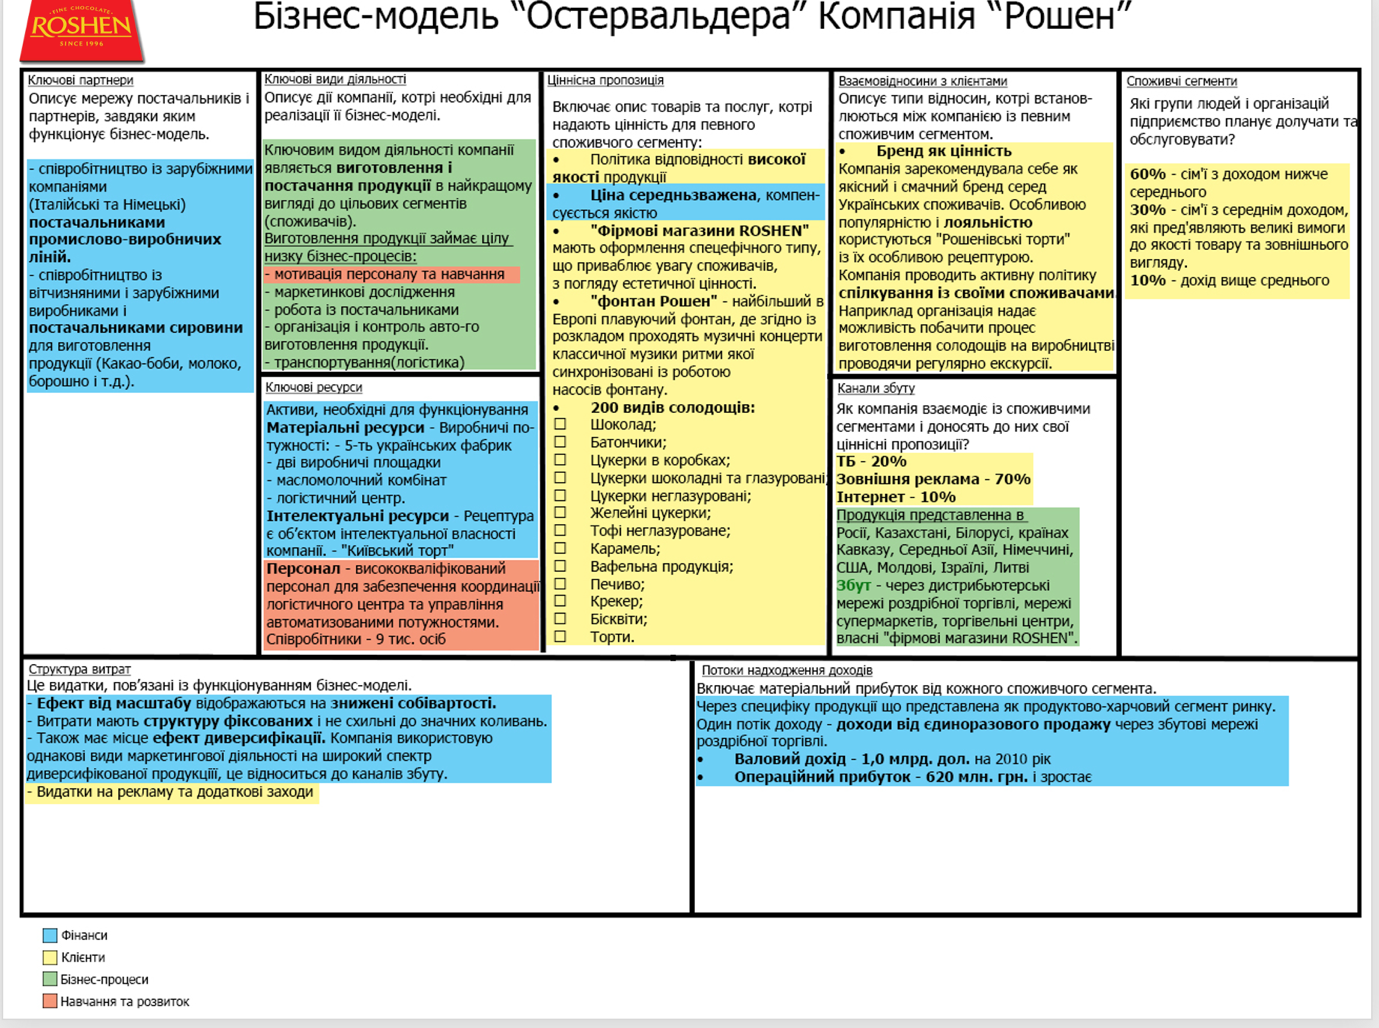 FINE CHOCOLATE
ROSHEN
SINCE 1996
Бізнес-модель “Остервальдера” Компанія “Рошен”
Ключові партнери
Описує мережу постачальників і
партнерів, завдяки яким
функціонує бізнес-модель.
- співробітництво із зарубіжними
компаніями
(Італійські та Німецькі)
постачальниками
промислово-виробничих
ліній.
- співробітництво із
вітчизняними і зарубіжними
виробниками і
постачальниками сировини
для виготовлення
продукції (Какао-боби, молоко,
борошно і т.д.).
Ключові види діяльності
Описує дії компанії, котрі необхідні для
реалізації її бізнес-моделі.
Ключовим видом діяльності компанії
являється виготовлення і
постачання продукції в найкращому
вигляді до цільових сегментів
(споживачів).
Виготовлення продукції займає цілу
низку бізнес-процесів:
- мотивація персоналу та навчання
- маркетинкові дослідження
- робота із постачальниками
- організація і контроль авто-го
виготовлення продукції.
- транспортування(логістика)
Ключові ресурси
Активи, необхідні для функціонування
Матеріальні ресурси - Виробничі по-
тужності: - 5-ть українських фабрик
- дві виробничі площадки
- масломолочний комбінат
- логістичний центр.
Інтелектуальні ресурси - Рецептура
є об’єктом інтелектуальної власності
компанії. - "Київський торт"
Персонал - висококваліфікований
персонал для забезпечення координації
логістичного центра та управління
автоматизованими потужностями.
Співробітники - 9 тис. осіб
Ціннісна пропозиція
Включає опис товарів та послуг, котрі
надають цінність для певного
споживчого сегменту:
• Політика відповідності високої
якості продукції
• Ціна середньзважена, компен-
сується якістю
• "Фірмові магазини ROSHEN"
мають оформлення спецефічного типу,
що приваблює увагу споживачів,
з погляду естетичної цінності.
• "фонтан Рошен" - найбільший в
Европі плавуючий фонтан, де згідно із
розкладом проходять музичні концерти
классичної музики ритми якої
синхронізовані із роботою
насосів фонтану.
• 200 видів солодощів:
☐ Шоколад;
☐ Батончики;
☐ Цукерки в коробках;
☐ Цукерки шоколадні та глазуровані;
☐ Цукерки неглазуровані;
☐ Желейні цукерки;
☐ Тофі неглазуроване;
☐ Карамель;
☐ Вафельна продукція;
☐ Печиво;
☐ Крекер;
☐ Бісквіти;
☐ Торти.
Взаємовідносини з клієнтами
Описує типи відносин, котрі встанов-
люються між компанією із певним
споживчим сегментом.
• Бренд як цінність
Компанія зарекомендувала себе як
якісний і смачний бренд серед
Українських споживачів. Особливою
популярністю і лояльністю
користуються "Рошенівські торти"
із їх особливою рецептурою.
Компанія проводить активну політику
спілкування із своїми споживачами.
Наприклад організація надає
можливість побачити процес
виготовлення солодощів на виробництві
проводячи регулярно екскурсії.
Канали збуту
Як компанія взаємодіє із споживчими
сегментами і доносять до них свої
ціннісні пропозиції?
ТБ - 20%
Зовнішня реклама - 70%
Інтернет - 10%
Продукція представленна в
Росії, Казахстані, Білорусі, країнах
Кавказу, Середньої Азії, Німеччині,
США, Молдові, Ізраїлі, Литві
Збут - через дистрибьютерські
мережі роздрібної торгівлі, мережі
супермаркетів, торгівельні центри,
власні "фірмові магазини ROSHEN".
Споживчі сегменти
Які групи людей і організацій
підприємство планує долучати та
обслуговувати?
60% - сім'ї з доходом нижче
середнього
30% - сім'ї з середнім доходом,
які пред'являють великі вимоги
до якості товару та зовнішнього
вигляду.
10% - дохід вище среднього
Структура витрат
Це видатки, пов’язані із функціонуванням бізнес-моделі.
- Ефект від масштабу відображаються на знижені собівартості.
- Витрати мають структуру фіксованих і не схильні до значних коливань.
- Також має місце ефект диверсифікації. Компанія використовую
однакові види маркетингової діяльності на широкий спектр
диверсифікованої продукціїї, це відноситься до каналів збуту.
- Видатки на рекламу та додаткові заходи
Потоки надходження доходів
Включає матеріальний прибуток від кожного споживчого сегмента.
Через специфіку продукції що представлена як продуктово-харчовий сегмент ринку.
Один потік доходу - доходи від єдиноразового продажу через збутові мережі
роздрібної торгівлі.
• Валовий дохід - 1,0 млрд. дол. на 2010 рік
• Операційний прибуток - 620 млн. грн. і зростає
Фінанси
Клієнти
Бізнес-процеси
Навчання та розвиток